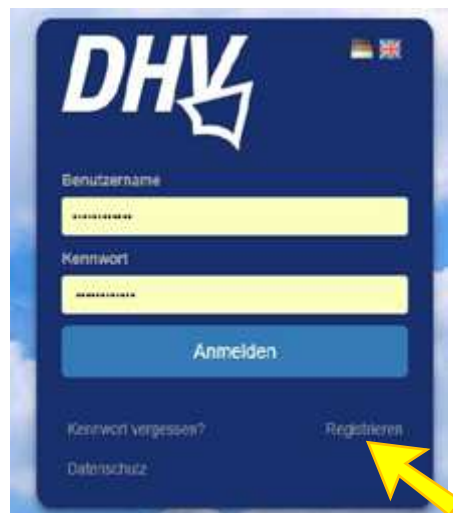 DHV
Benutzername
Kennwort
Anmelden
Kennwort vergessen? Registrieren
Datenschutz